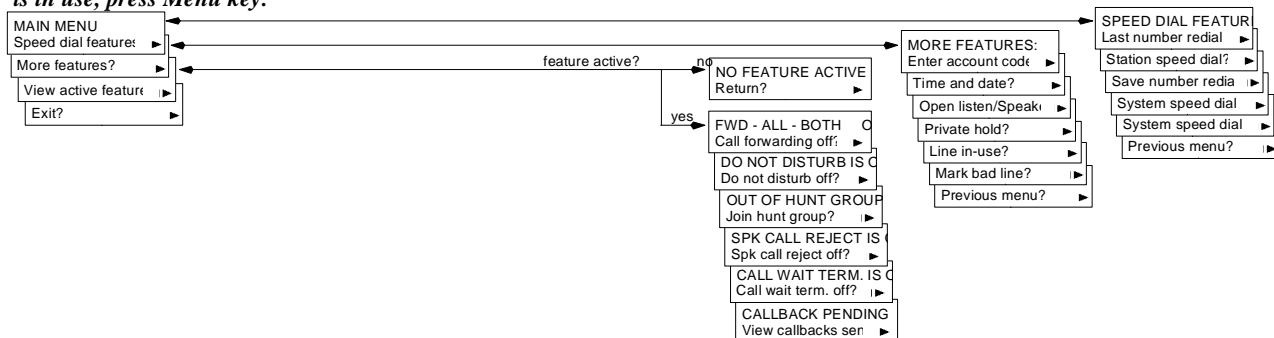 is in use, press Menu key.
MAIN MENU
Speed dial features
More features?
View active feature
Exit?
feature active?
no
NO FEATURE ACTIVE
Return?
yes
FWD - ALL - BOTH O
Call forwarding off?
DO NOT DISTURB IS O
Do not disturb off?
OUT OF HUNT GROUP
Join hunt group?
SPK CALL REJECT IS O
Spk call reject off?
CALL WAIT TERM. IS O
Call wait term. off?
CALLBACK PENDING
View callbacks sen
MORE FEATURES:
Enter account code
Time and date?
Open listen/Speake
Private hold?
Line in-use?
Mark bad line?
Previous menu?
SPEED DIAL FEATUR
Last number redial
Station speed dial?
Save number redia
System speed dial
System speed dial
Previous menu?